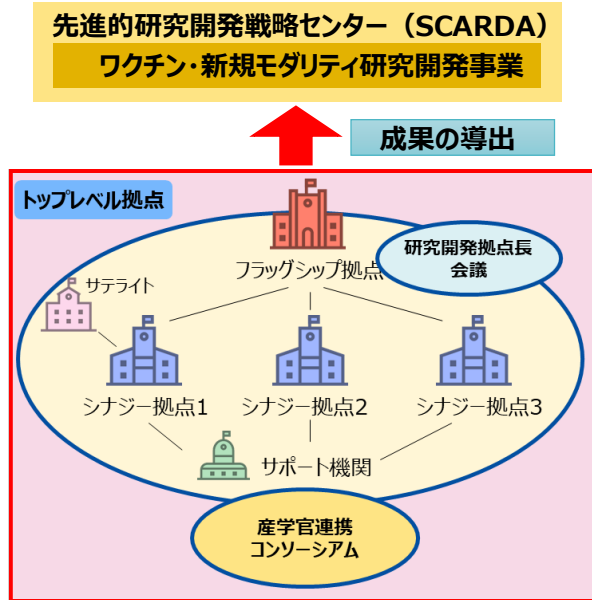 先進的研究開発戦略センター（SCARDA）
ワクチン・新規モダリティ研究開発事業
成果の導出
トップレベル拠点
研究開発拠点長
会議
フラッグシップ拠点
サテライト
シナジー拠点1
シナジー拠点2
シナジー拠点3
サポート機関
産学官連携
コンソーシアム